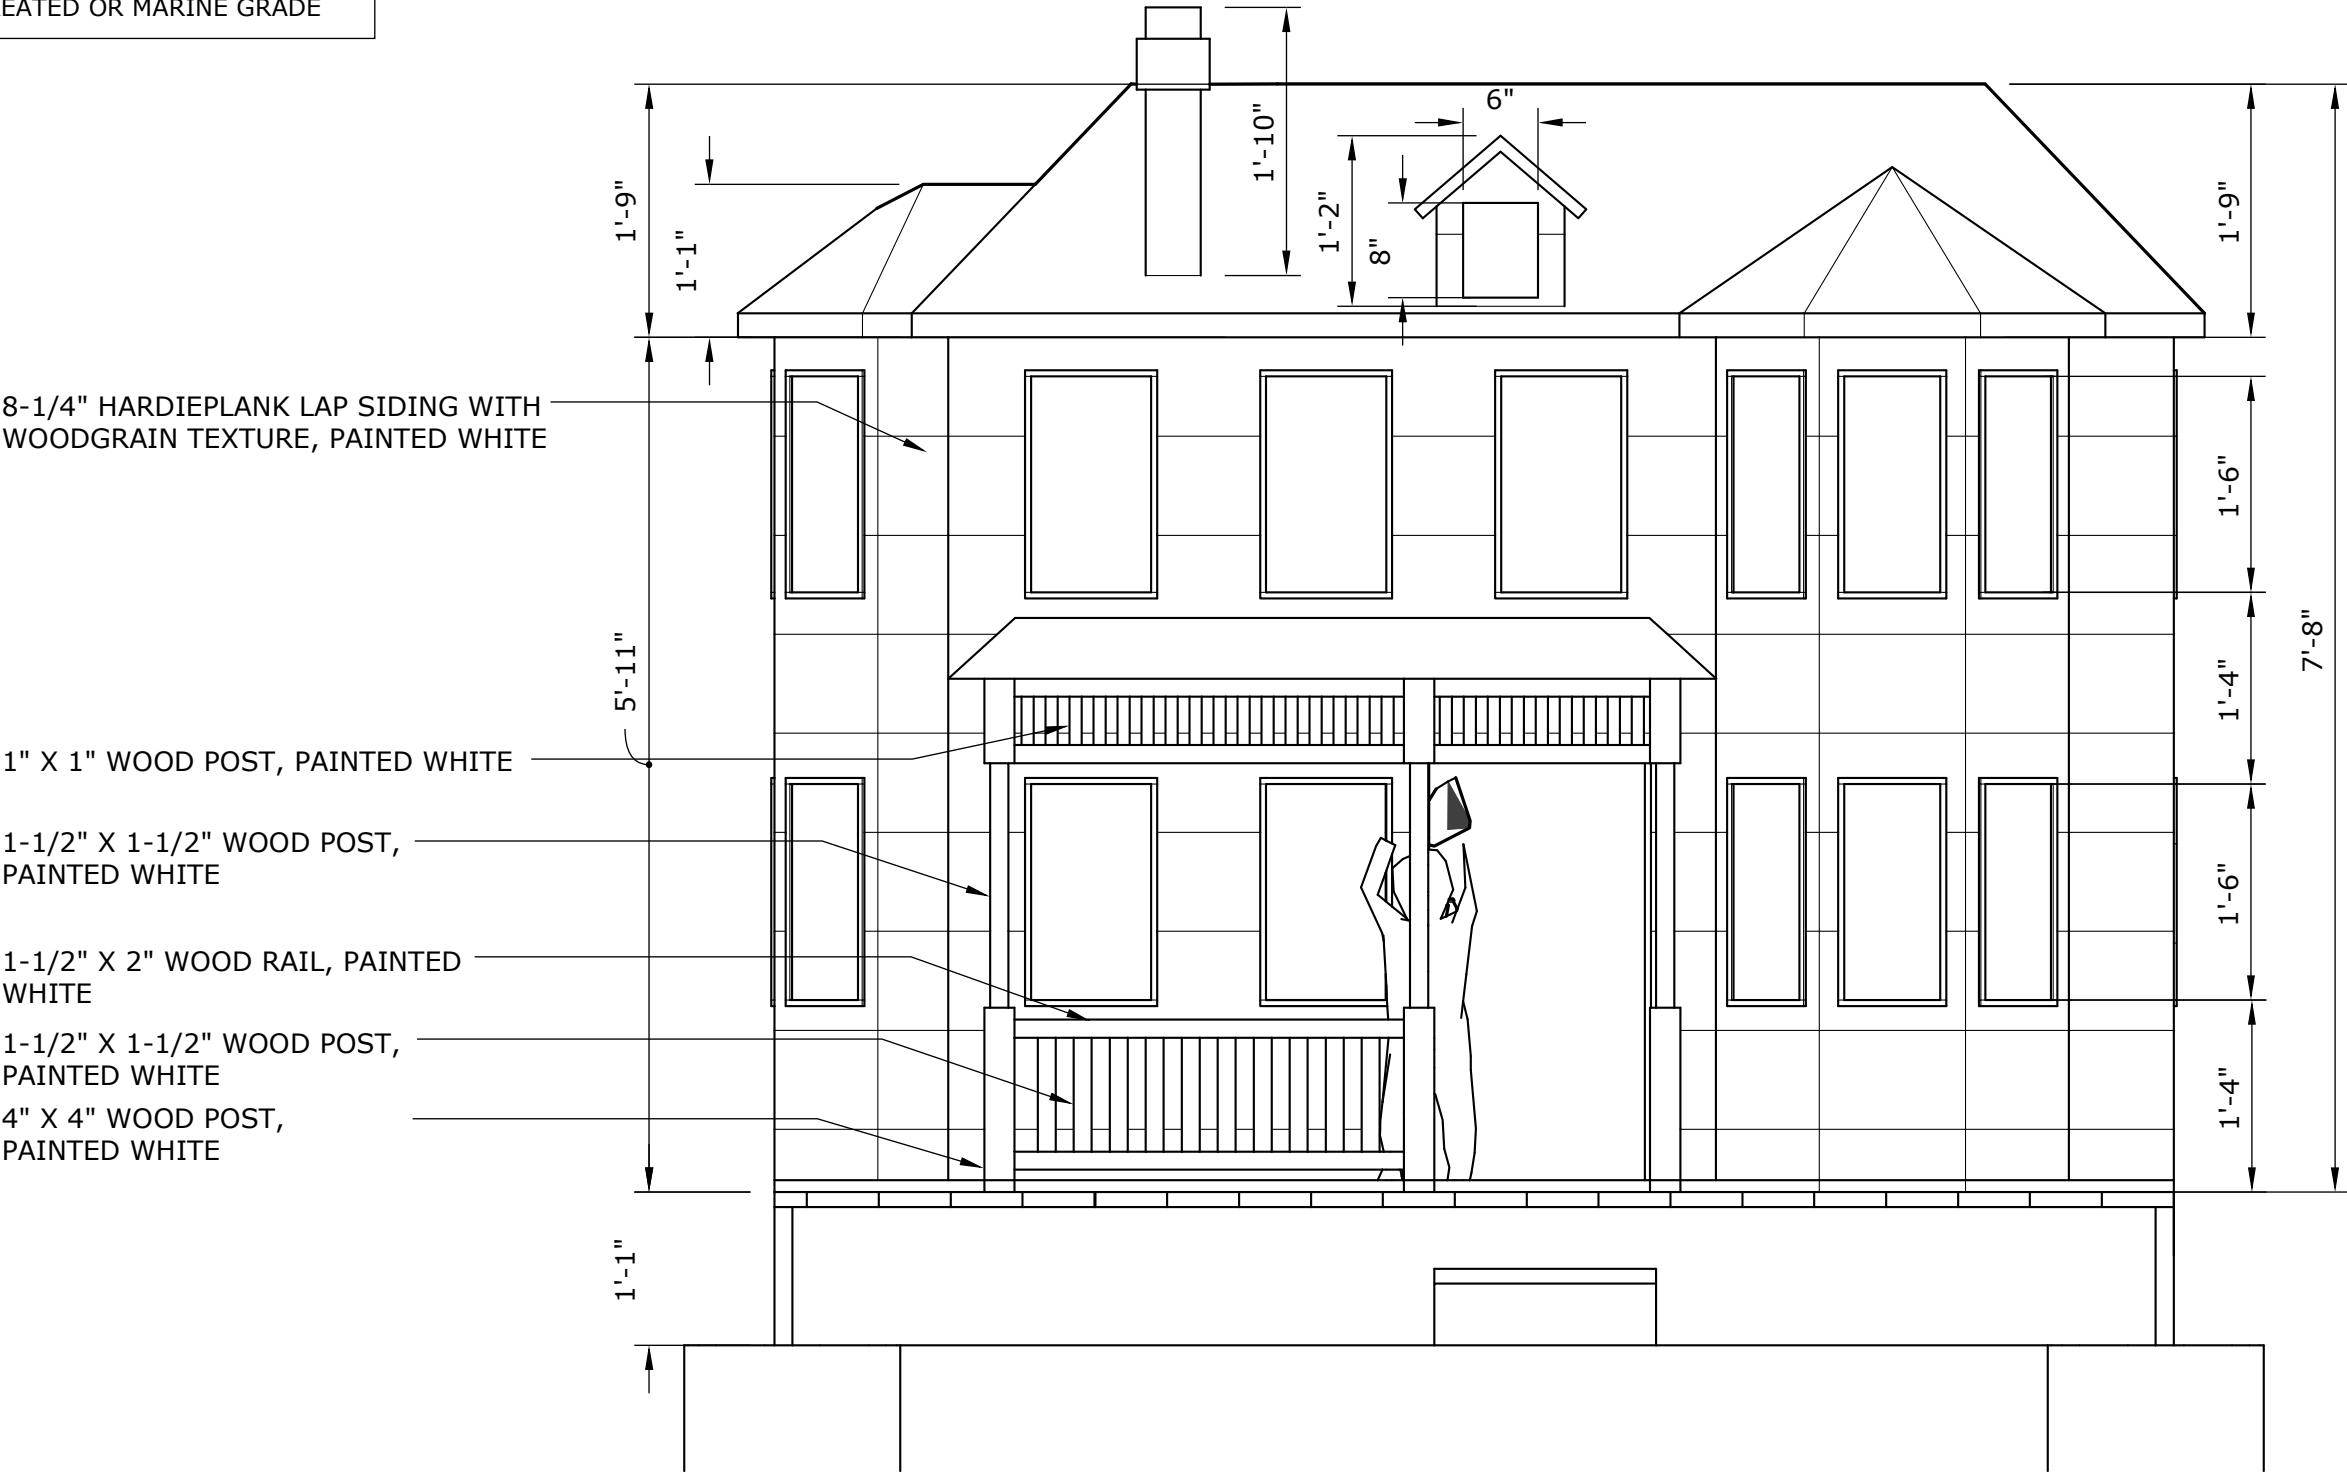 EATED OR MARINE GRADE
6"
1'-10"
1'-9"
1'-1"
1'-2"
8"
1'-9"
8-1/4" HARDIEPLANK LAP SIDING WITH
WOODGRAIN TEXTURE, PAINTED WHITE
1'-6"
5'-11"
1'-4"
7'-8"
1" X 1" WOOD POST, PAINTED WHITE
1-1/2" X 1-1/2" WOOD POST,
PAINTED WHITE
1'-6"
1-1/2" X 2" WOOD RAIL, PAINTED
WHITE
1-1/2" X 1-1/2" WOOD POST,
PAINTED WHITE
1'-4"
4" X 4" WOOD POST,
PAINTED WHITE
1'-1"